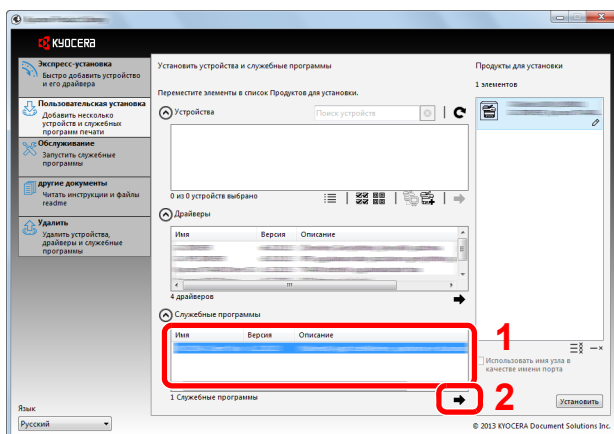 KYOCERA
Экспресс-установка
Быстро добавить устройство
и его драйвера
Пользовательская установка
Добавить несколько
устройств и служебных
программ печати
Обслуживание
Запустить служебные
программы
другие документы
Читать инструкции и файлы
readme
Удалить
Удалить устройства,
драйверы и служебные
программы
Язык
Русский
Установить устройства и служебные программы
Переместите элементы в список Продуктов для установки.
Устройства
Поиск устройств
0 из 0 устройств выбрано
Драйверы
Имя Версия Описание
4 драйверов
Служебные программы
Имя Версия Описание
1
1 Служебные программы
2
Продукты для установки
1 элементов
Использовать имя узла в
качестве имени порта
Установить
© 2013 KYOCERA Document Solutions Inc.